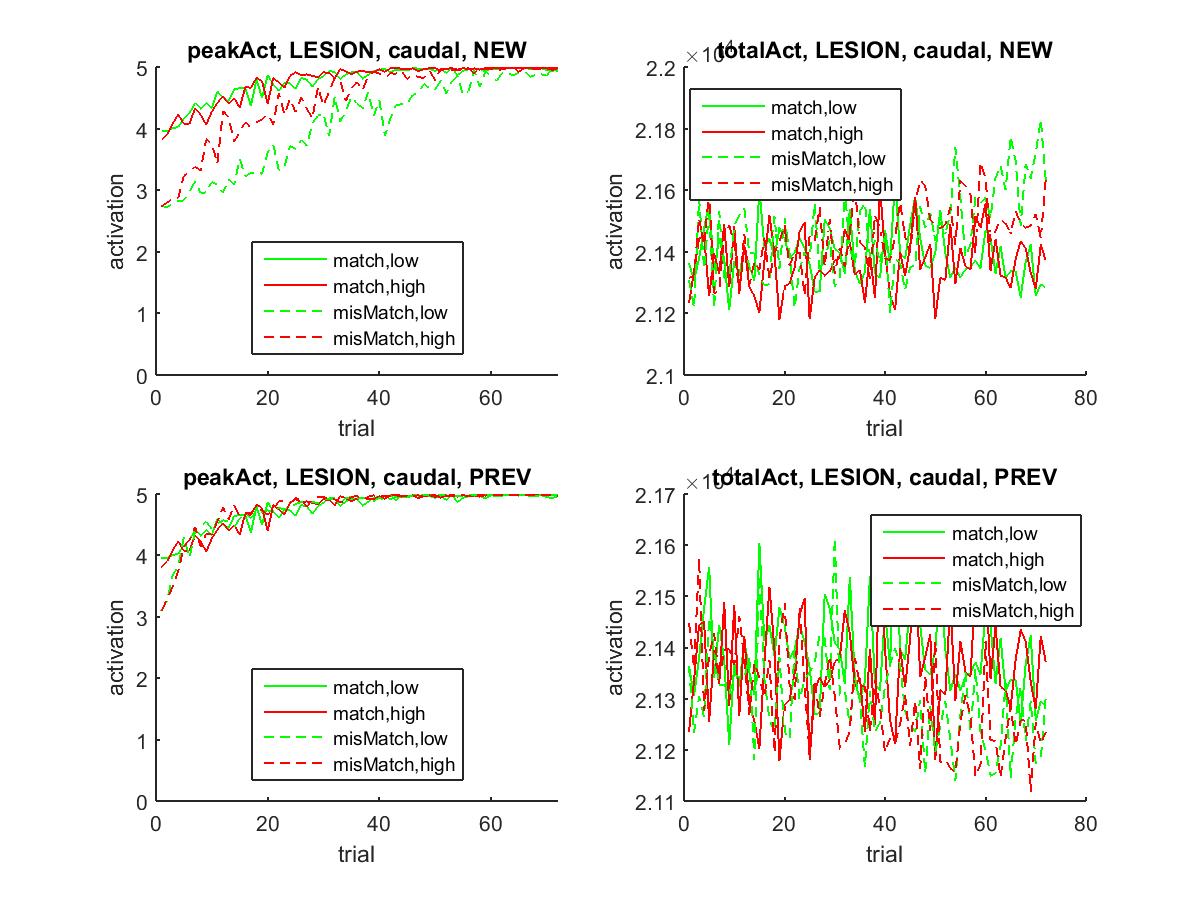 peakAct, LESION, caudal, NEW
5
4
3
2
1
0
activation
match,low
match,high
misMatch,low
misMatch,high
0 20 40 60
trial
×10⁴
totalAct, LESION, caudal, NEW
2.2
2.18
2.16
2.14
2.12
2.1
activation
match,low
match,high
misMatch,low
misMatch,high
0 20 40 60 80
trial
peakAct, LESION, caudal, PREV
5
4
3
2
1
0
activation
match,low
match,high
misMatch,low
misMatch,high
0 20 40 60
trial
×10⁴
totalAct, LESION, caudal, PREV
2.17
2.16
2.15
2.14
2.13
2.12
2.11
activation
match,low
match,high
misMatch,low
misMatch,high
0 20 40 60 80
trial